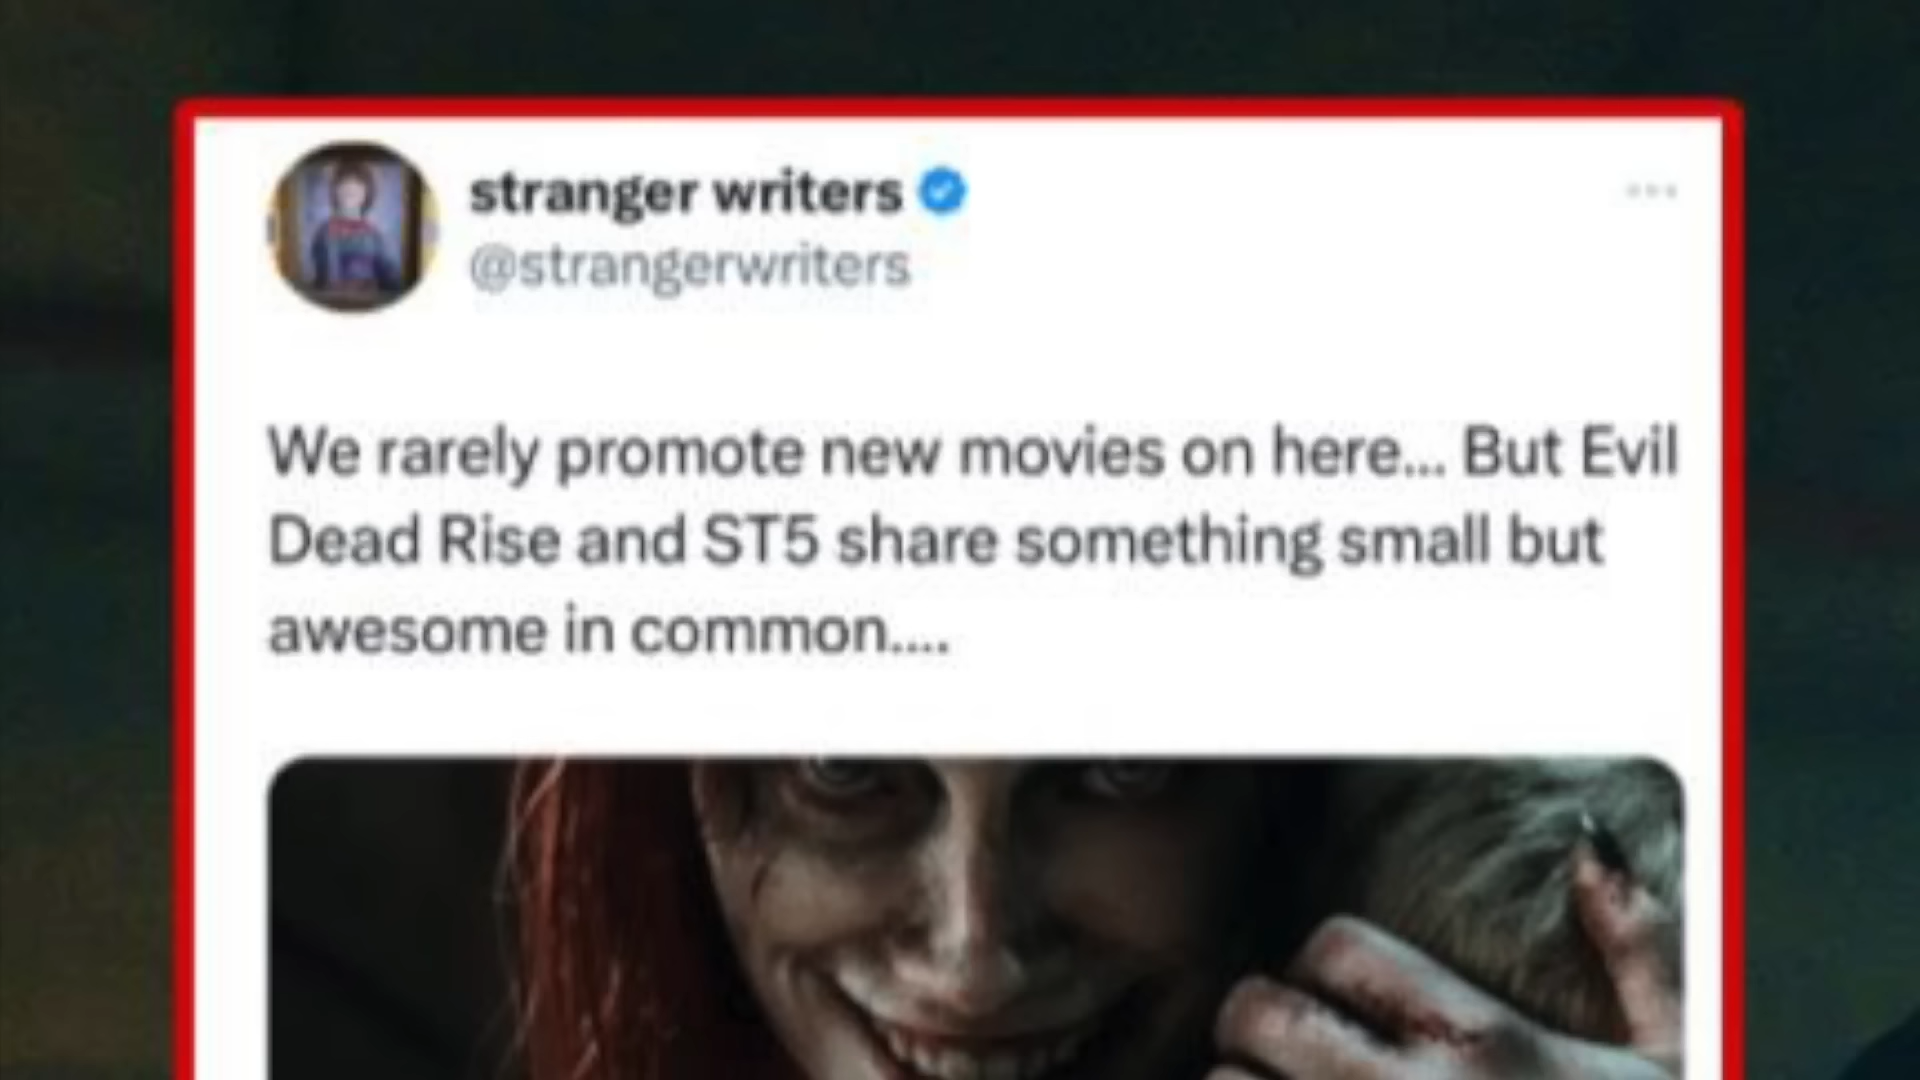 stranger writers
@strangerwriters
We rarely promote new movies on here... But Evil
Dead Rise and ST5 share something small but
awesome in common....